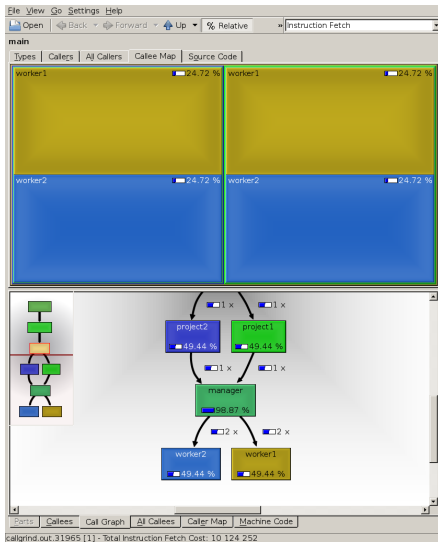 File View Go Settings Help
Open Back Forward Up % Relative » Instruction Fetch
main
Types Callers All Callers Callee Map Source Code
worker1 24.72 % worker1 24.72 %
worker2 24.72 % worker2 24.72 %
1 × 1 ×
project2 project1
49.44 % 49.44 %
1 × 1 ×
manager
98.87 %
2 × 2 ×
worker2 worker1
49.44 % 49.44 %
Parts Callees Call Graph All Callees Caller Map Machine Code
callgrind.out.31965 [1] - Total Instruction Fetch Cost: 10 124 252